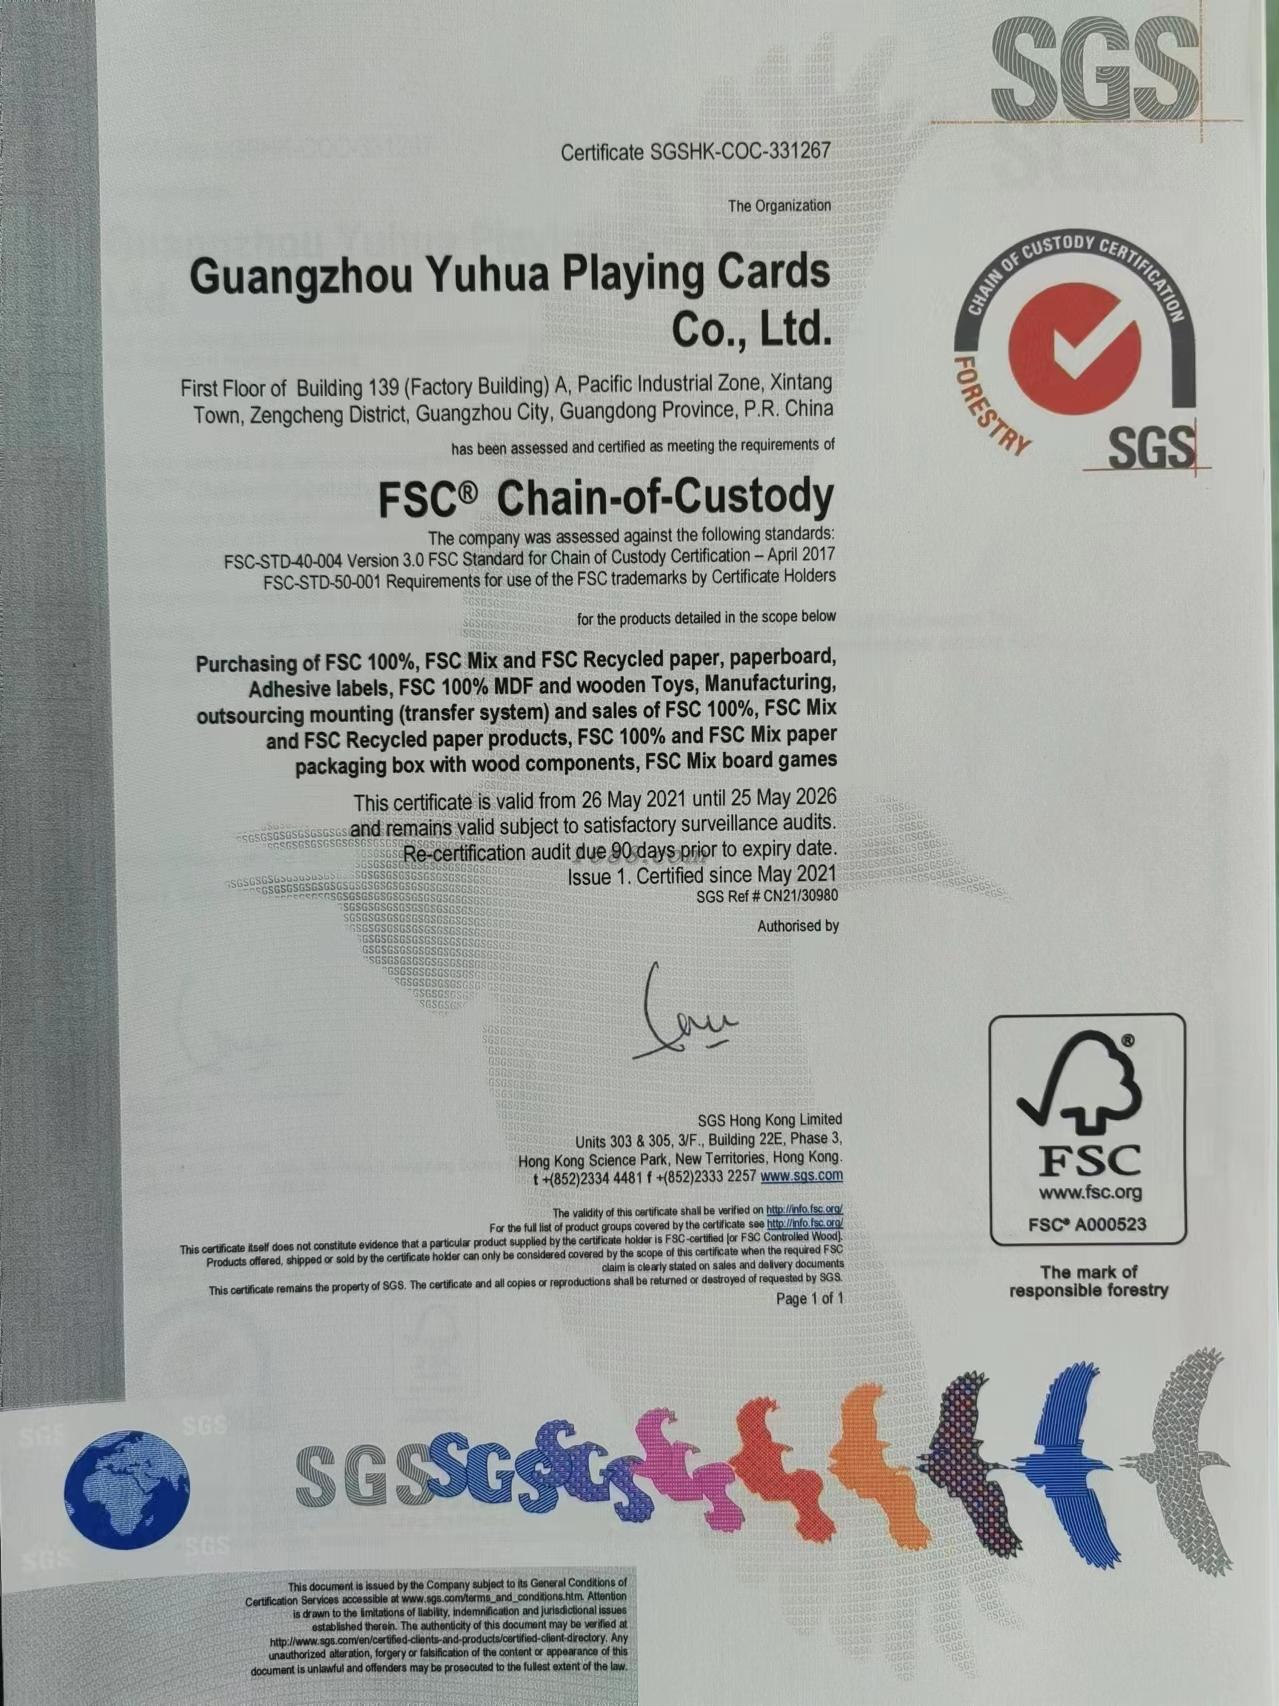 SGS
Certificate SGSHK-COC-331267
The Organization
Guangzhou Yuhua Playing Cards
Co., Ltd.
First Floor of Building 139 (Factory Building) A, Pacific Industrial Zone, Xintang
Town, Zengcheng District, Guangzhou City, Guangdong Province, P.R. China
has been assessed and certified as meeting the requirements of
CHAIN OF CUSTODY CERTIFICATION
FORESTRY
SGS
FSC® Chain-of-Custody
The company was assessed against the following standards:
FSC-STD-40-004 Version 3.0 FSC Standard for Chain of Custody Certification – April 2017
FSC-STD-50-001 Requirements for use of the FSC trademarks by Certificate Holders
for the products detailed in the scope below
Purchasing of FSC 100%, FSC Mix and FSC Recycled paper, paperboard,
Adhesive labels, FSC 100% MDF and wooden Toys, Manufacturing,
outsourcing mounting (transfer system) and sales of FSC 100%, FSC Mix
and FSC Recycled paper products, FSC 100% and FSC Mix paper
packaging box with wood components, FSC Mix board games
This certificate is valid from 26 May 2021 until 25 May 2026
and remains valid subject to satisfactory surveillance audits.
Re-certification audit due 90 days prior to expiry date.
Issue 1. Certified since May 2021
SGS Ref # CN21/30980
Authorised by
SGS Hong Kong Limited
Units 303 & 305, 3/F., Building 22E, Phase 3,
Hong Kong Science Park, New Territories, Hong Kong.
t +(852)2334 4481 f +(852)2333 2257 www.sgs.com
The validity of this certificate shall be verified on http://info.fsc.org/
For the full list of product groups covered by the certificate see http://info.fsc.org/
This certificate itself does not constitute evidence that a particular product supplied by the certificate holder is FSC-certified [or FSC Controlled Wood].
Products offered, shipped or sold by the certificate holder can only be considered covered by the scope of this certificate when the required FSC
claim is clearly stated on sales and delivery documents
This certificate remains the property of SGS. The certificate and all copies or reproductions shall be returned or destroyed of requested by SGS.
Page 1 of 1
®
FSC
www.fsc.org
FSC® A000523
The mark of
responsible forestry
SGS SGS SGS
This document is issued by the Company subject to its General Conditions of
Certification Services accessible at www.sgs.com/terms_and_conditions.htm. Attention
is drawn to the limitations of liability, indemnification and jurisdictional issues
established therein. The authenticity of this document may be verified at
http://www.sgs.com/en/certified-clients-and-products/certified-client-directory. Any
unauthorized alteration, forgery or falsification of the content or appearance of this
document is unlawful and offenders may be prosecuted to the fullest extent of the law.